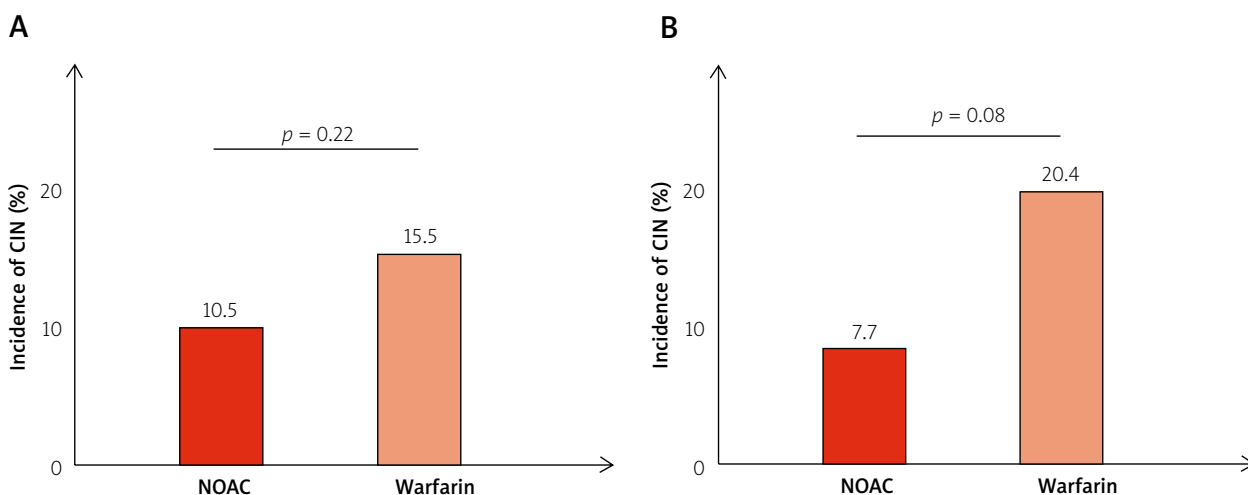 A
Incidence of CIN (%)
20
10
0
p = 0.22
10.5
15.5
NOAC
Warfarin
B
Incidence of CIN (%)
20
10
0
p = 0.08
7.7
20.4
NOAC
Warfarin